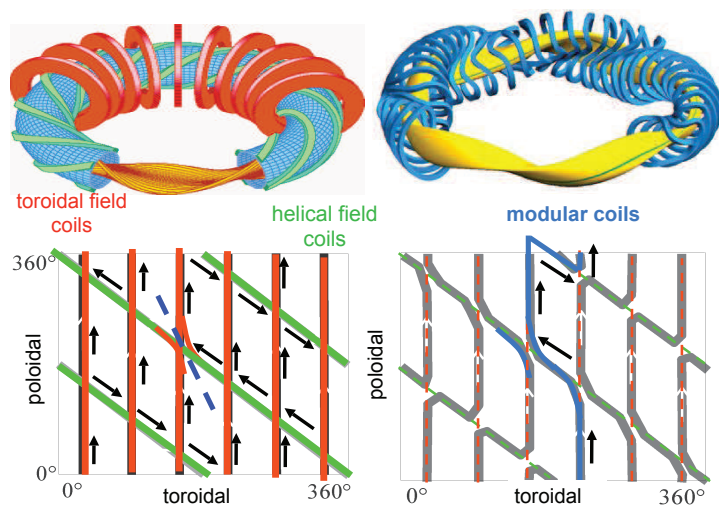 toroidal field
coils
helical field
coils
modular coils
360°
poloidal
0°
0°
toroidal
360°
poloidal
0°
toroidal
360°